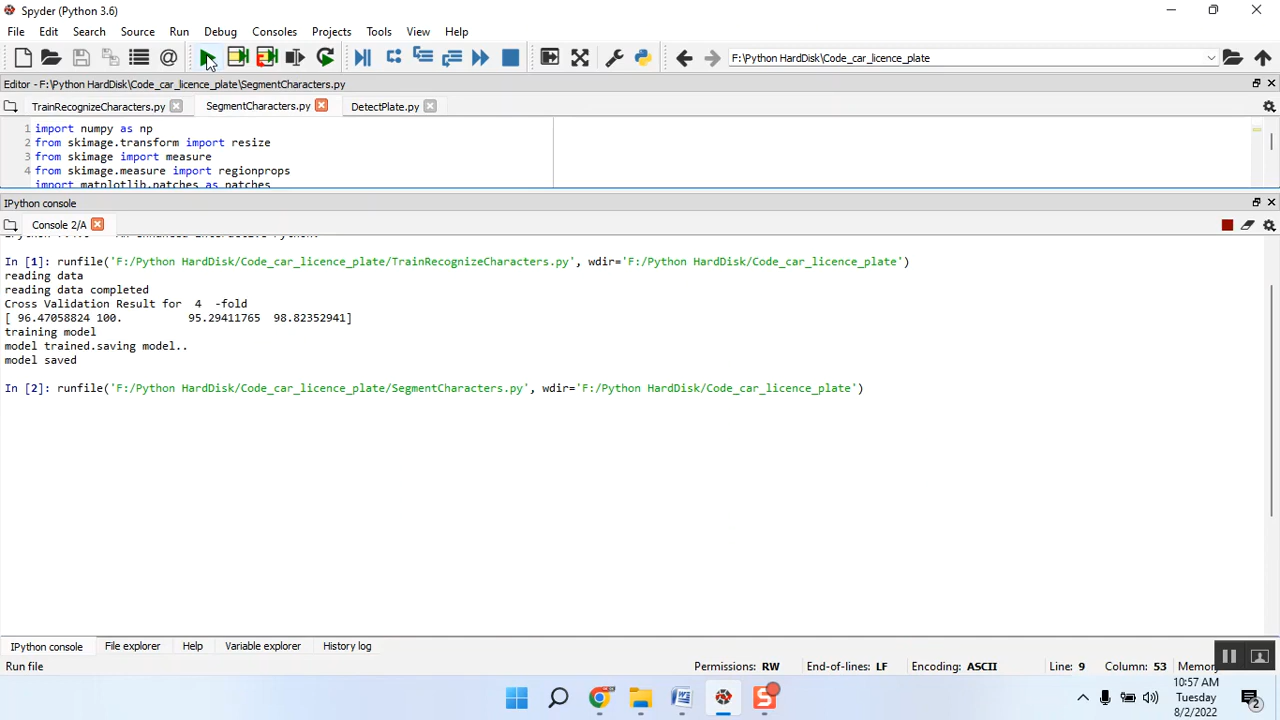 Spyder (Python 3.6)
File Edit Search Source Run Debug Consoles Projects Tools View Help
F:\Python HardDisk\Code_car_licence_plate
Editor - F:\Python HardDisk\Code_car_licence_plate\SegmentCharacters.py
TrainRecognizeCharacters.py SegmentCharacters.py DetectPlate.py
1 import numpy as np
2 from skimage.transform import resize
3 from skimage import measure
4 from skimage.measure import regionprops
import matplotlib.patches as patches
IPython console
Console 2/A
In [1]: runfile('F:/Python HardDisk/Code_car_licence_plate/TrainRecognizeCharacters.py', wdir='F:/Python HardDisk/Code_car_licence_plate')
reading data
reading data completed
Cross Validation Result for 4 -fold
[ 96.47058824 100. 95.29411765 98.82352941]
training model
model trained.saving model..
model saved
In [2]: runfile('F:/Python HardDisk/Code_car_licence_plate/SegmentCharacters.py', wdir='F:/Python HardDisk/Code_car_licence_plate')
IPython console File explorer Help Variable explorer History log
Run file Permissions: RW End-of-lines: LF Encoding: ASCII Line: 9 Column: 53
10:57 AM
Tuesday
8/2/2022
2